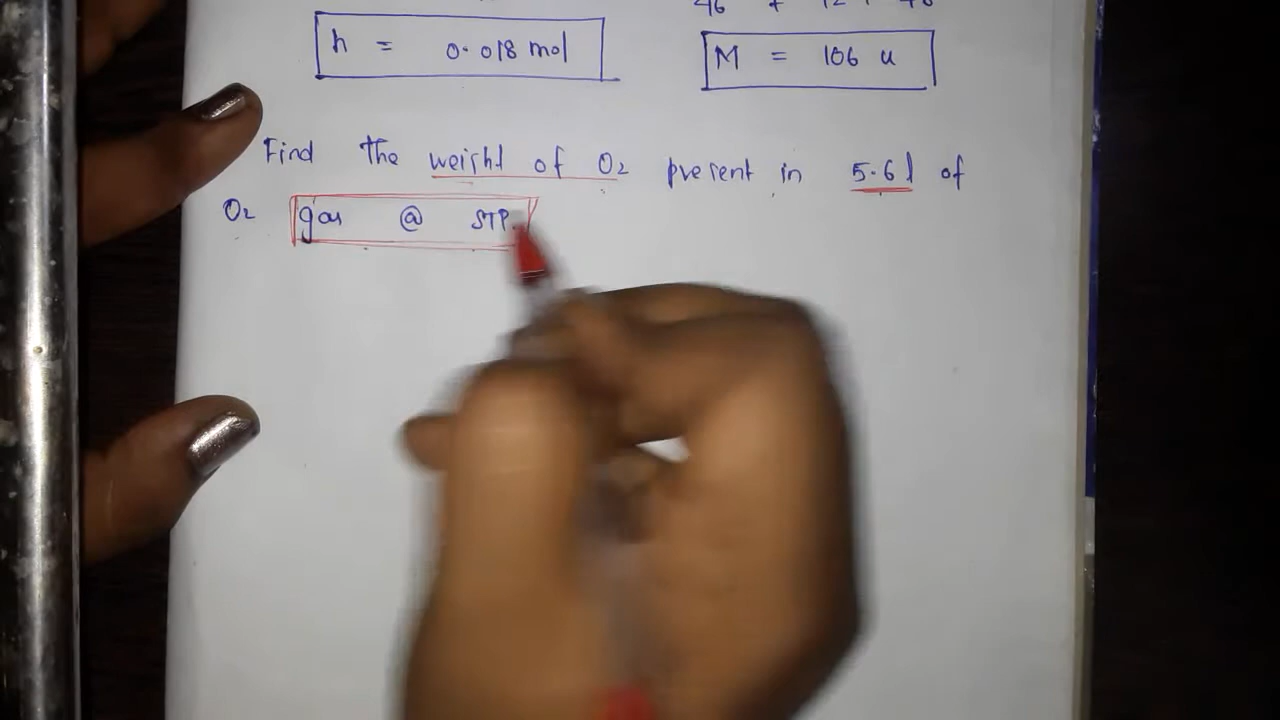 h = 0.018 mol
M = 106 u
Find the weight of O₂ present in 5.6 l of
O₂ gas @ STP.